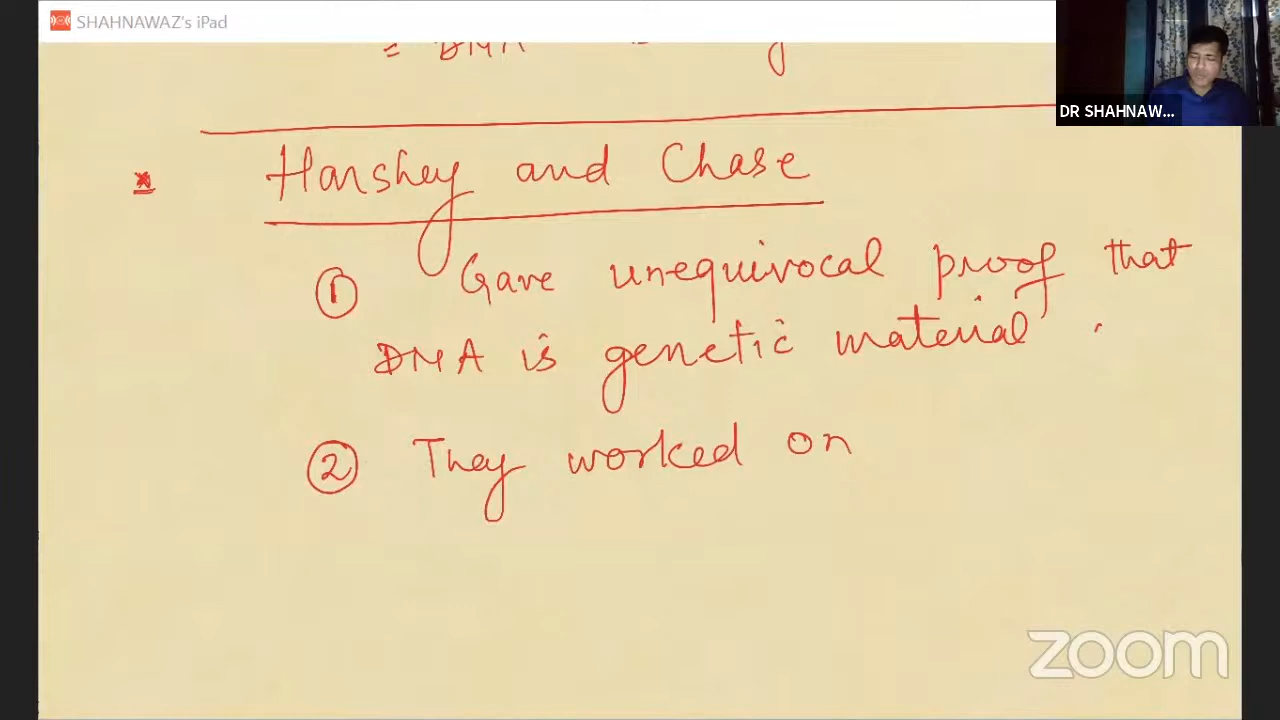 SHAHNAWAZ's iPad
= DNA
DR SHAHNAW...
* Harshey and Chase
① Gave unequivocal proof that
DNA is genetic material .
② They worked on
zoom